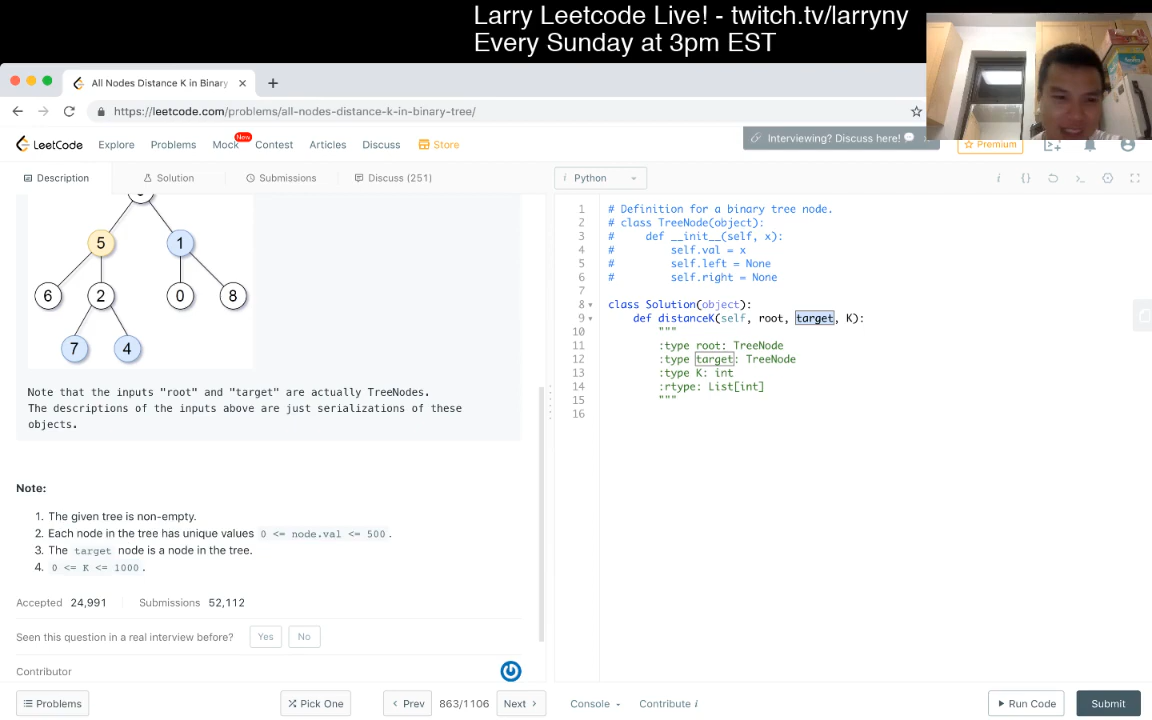 Larry Leetcode Live! - twitch.tv/larryny
Every Sunday at 3pm EST
All Nodes Distance K in Binary
https://leetcode.com/problems/all-nodes-distance-k-in-binary-tree/
LeetCode
Explore
Problems
Mock
New
Contest
Articles
Discuss
Store
Interviewing? Discuss here!
Premium
Description
Solution
Submissions
Discuss (251)
i Python
5
1
6
2
0
8
7
4
Note that the inputs "root" and "target" are actually TreeNodes.
The descriptions of the inputs above are just serializations of these
objects.
Note:
1. The given tree is non-empty.
2. Each node in the tree has unique values 0 <= node.val <= 500.
3. The target node is a node in the tree.
4. 0 <= K <= 1000.
Accepted 24,991 Submissions 52,112
Seen this question in a real interview before? Yes No
Contributor
1 # Definition for a binary tree node.
2 # class TreeNode(object):
3 #     def __init__(self, x):
4 #         self.val = x
5 #         self.left = None
6 #         self.right = None
7
8 class Solution(object):
9     def distanceK(self, root, target, K):
10         """
11         :type root: TreeNode
12         :type target: TreeNode
13         :type K: int
14         :rtype: List[int]
15         """
16
Problems
Pick One
Prev
863/1106
Next
Console
Contribute i
Run Code
Submit